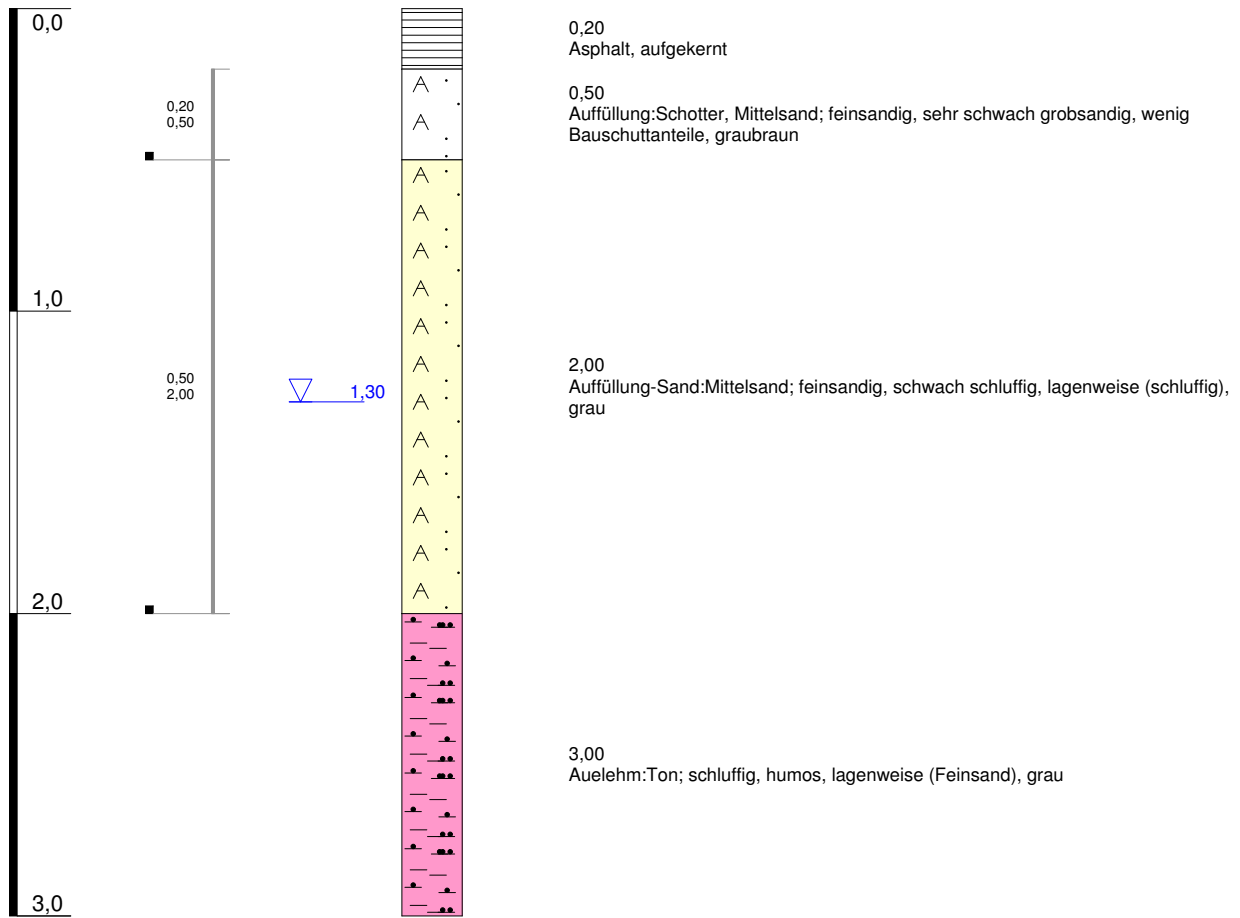 0,0
0,20
Asphalt, aufgekernt
0,20
0,50
0,50
Auffüllung:Schotter, Mittelsand; feinsandig, sehr schwach grobsandig, wenig
Bauschuttanteile, graubraun
A
A
A
A
A
A
A
A
A
A
A
A
A
A
1,0
0,50
2,00
1,30
2,00
Auffüllung-Sand:Mittelsand; feinsandig, schwach schluffig, lagenweise (schluffig),
grau
2,0
3,00
Auelehm:Ton; schluffig, humos, lagenweise (Feinsand), grau
3,0